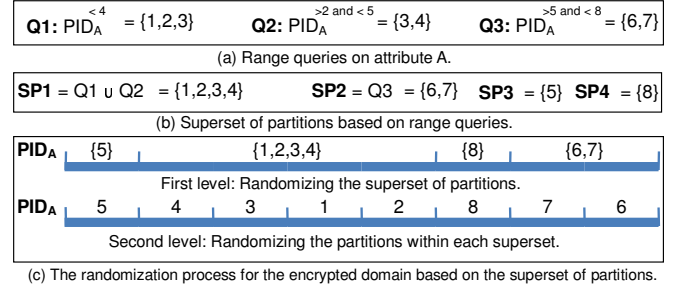 Q1: PID_A^{< 4} = {1,2,3} Q2: PID_A^{>2 and < 5} = {3,4} Q3: PID_A^{>5 and < 8} = {6,7}
(a) Range queries on attribute A.
SP1 = Q1 ∪ Q2 = {1,2,3,4} SP2 = Q3 = {6,7} SP3 = {5} SP4 = {8}
(b) Superset of partitions based on range queries.
PID_A {5} {1,2,3,4} {8} {6,7}
First level: Randomizing the superset of partitions.
PID_A 5 4 3 1 2 8 7 6
Second level: Randomizing the partitions within each superset.
(c) The randomization process for the encrypted domain based on the superset of partitions.